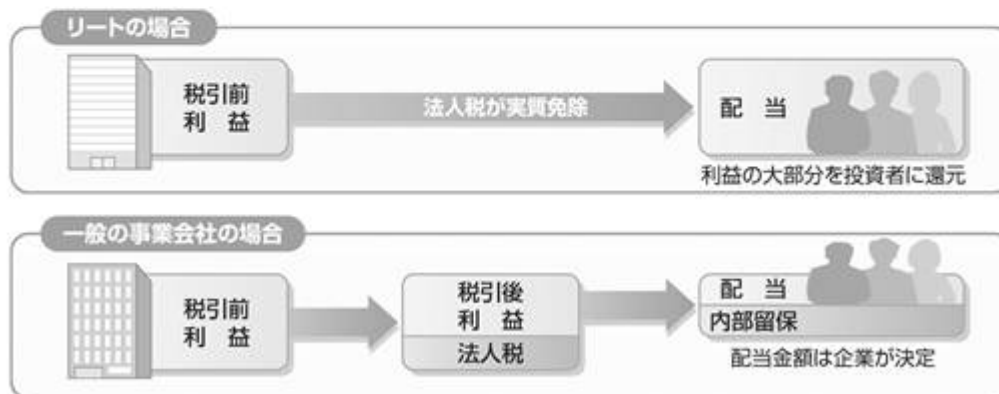 リートの場合
税引前
利 益
法人税が実質免除
配 当
利益の大部分を投資者に還元
一般の事業会社の場合
税引前
利 益
税引後
利 益
法人税
配 当
内部留保
配当金額は企業が決定